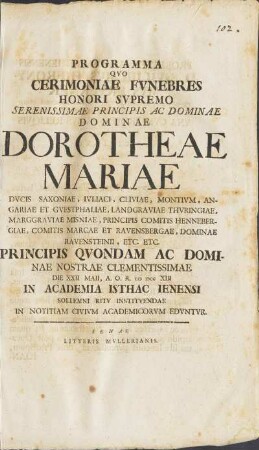 102.
PROGRAMMA
QVO
CERIMONIAE FVNEBRES
HONORI SVPREMO
SERENISSIMAE PRINCIPIS AC DOMINAE
DOMINAE
DOROTHEAE
MARIAE
DVCIS SAXONIAE, IVLIACI, CLIVIAE, MONTIVM, AN-
GARIAE ET GVESTPHALIAE, LANDGRAVIAE THVRINGIAE,
MARGGRAVIAE MISNIAE, PRINCIPIS COMITIS HENNEBER-
GIAE, COMITIS MARCAE ET RAVENSBERGAE, DOMINAE
RAVENSTEINII, ETC. ETC.
PRINCIPIS QVONDAM AC DOMI-
NAE NOSTRAE CLEMENTISSIMAE
DIE XXII MAII, A. O. R.
IN ACADEMIA ISTHAC IENENSI
SOLLEMNI RITV INSTITVENDAE
IN NOTITIAM CIVIVM ACADEMICORVM EDVNTVR.
IENAE
LITTERIS MVLLERIANIS.